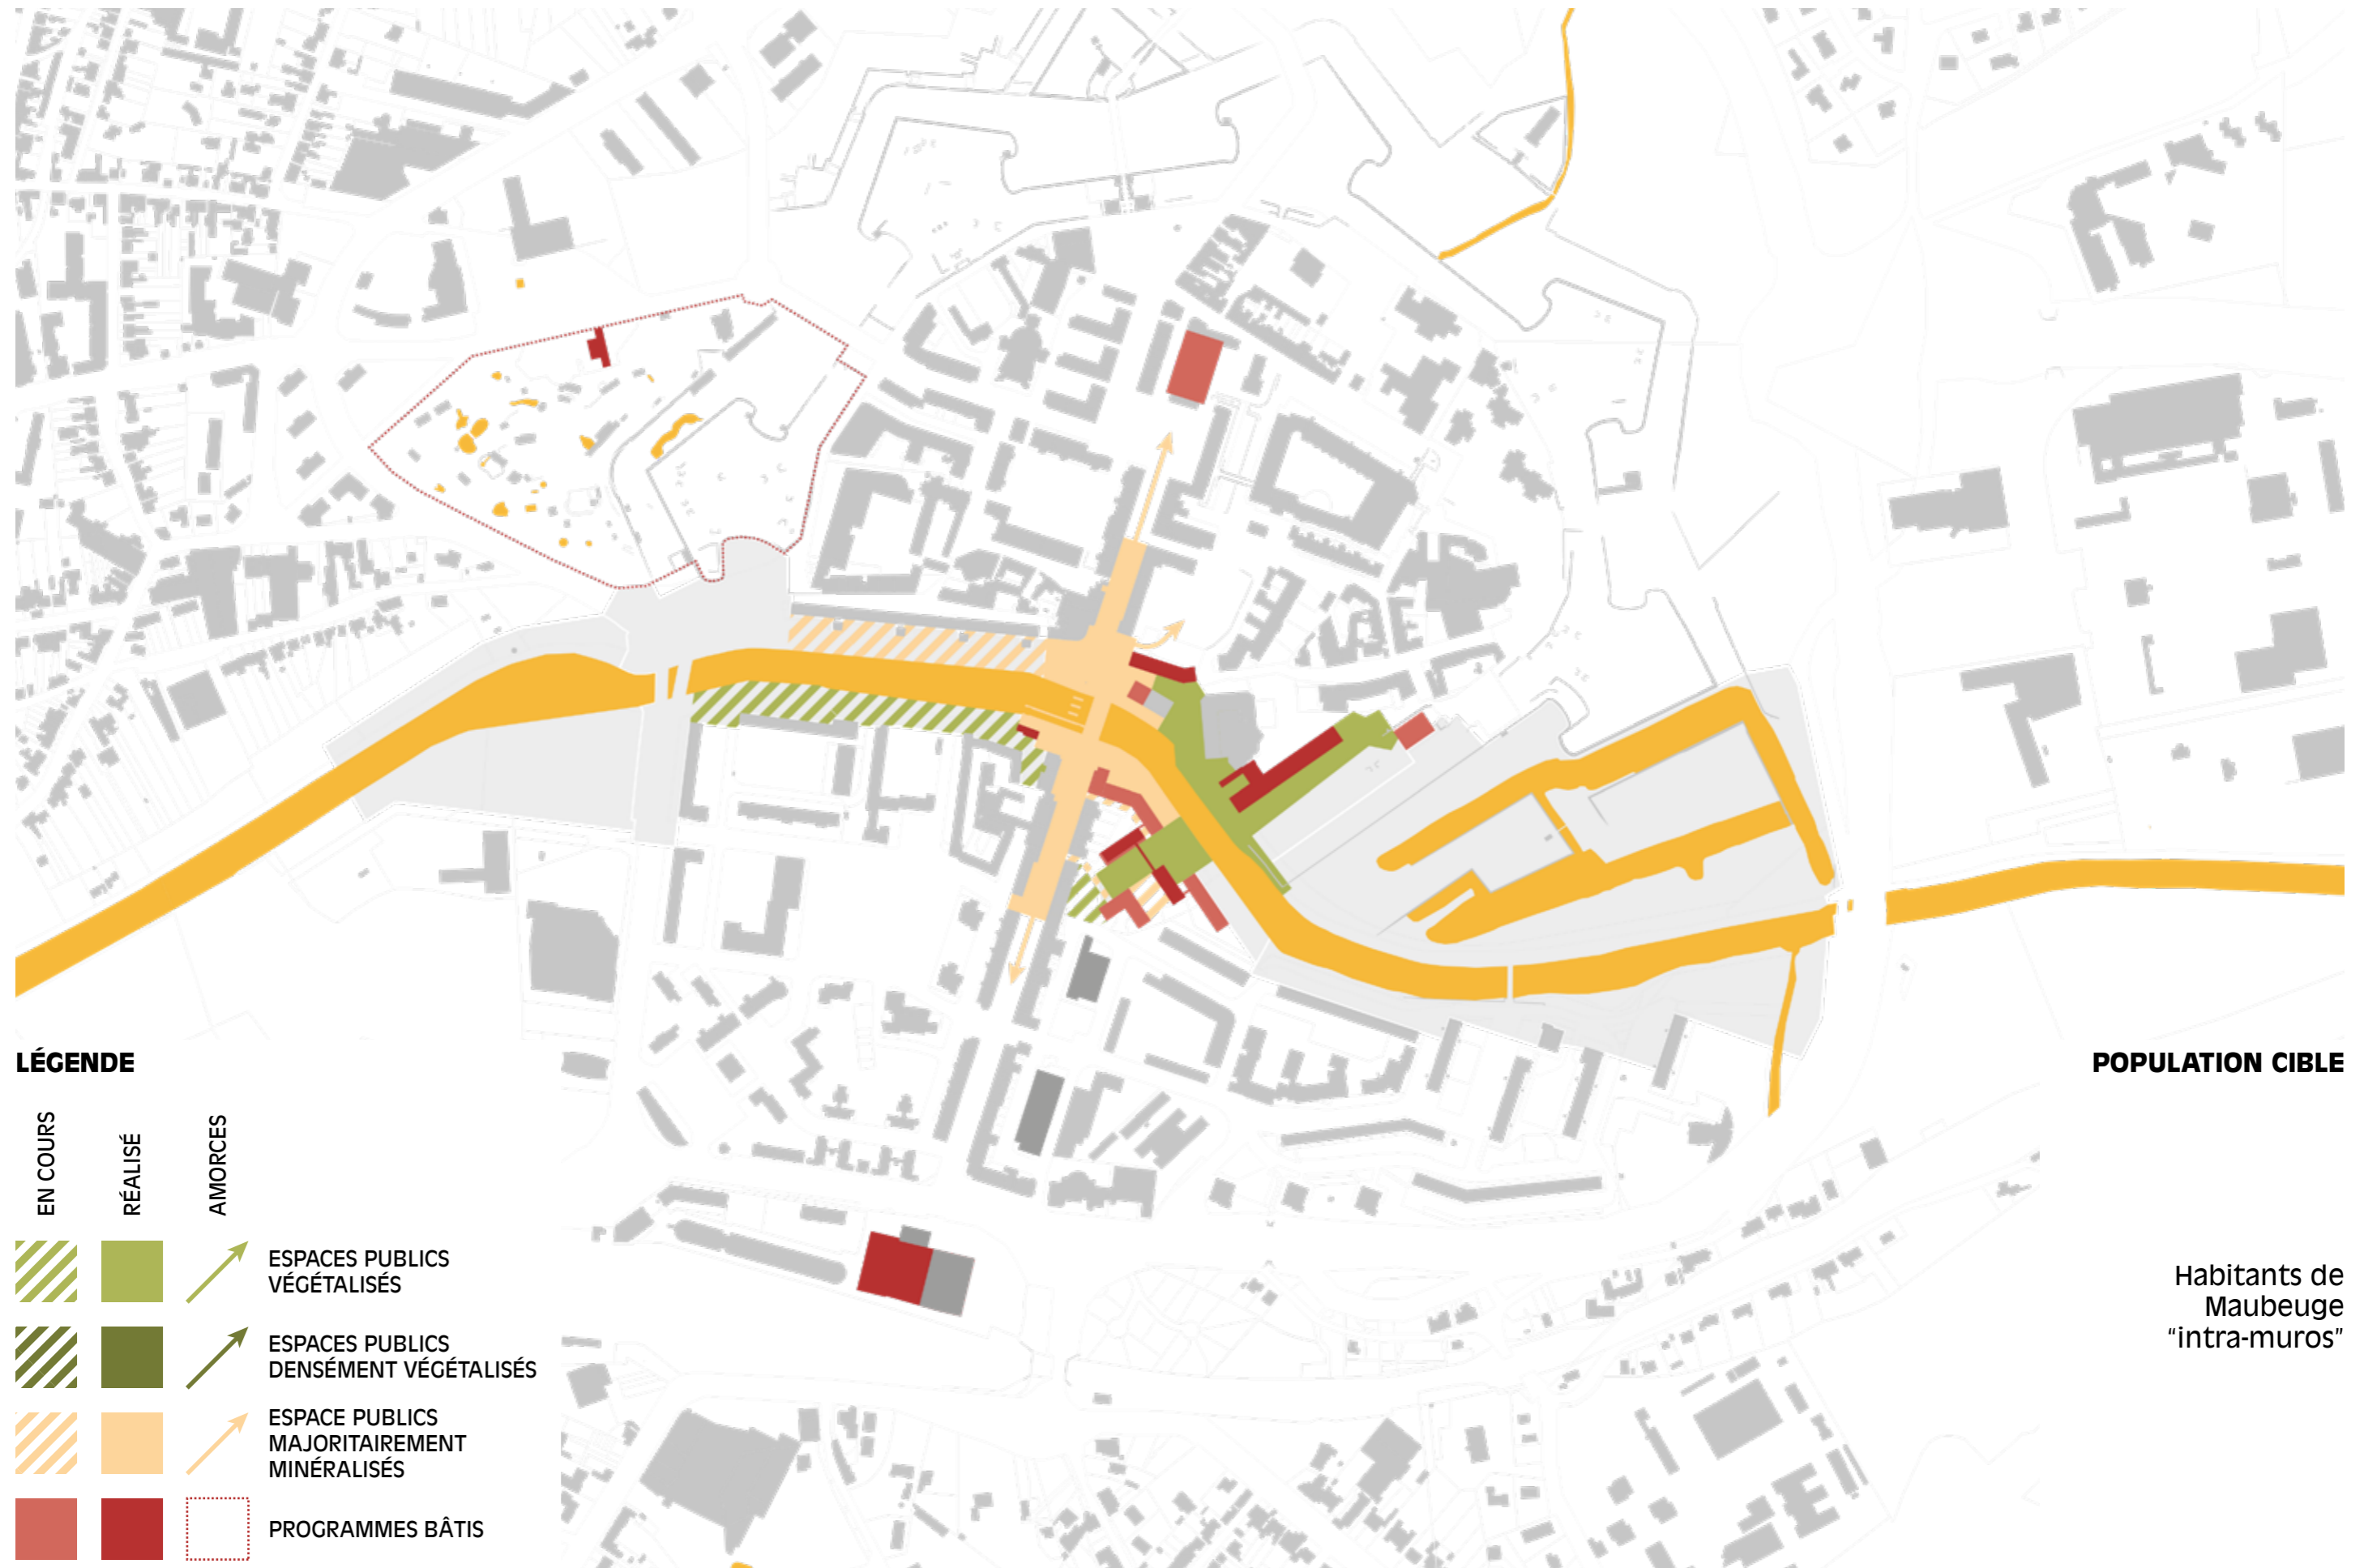 LÉGENDE
EN COURS
RÉALISÉ
AMORCES
ESPACES PUBLICS
VÉGÉTALISÉS
ESPACES PUBLICS
DENSÉMENT VÉGÉTALISÉS
ESPACE PUBLICS
MAJORITAIREMENT
MINÉRALISÉS
PROGRAMMES BÂTIS
POPULATION CIBLE
Habitants de
Maubeuge
“intra-muros”